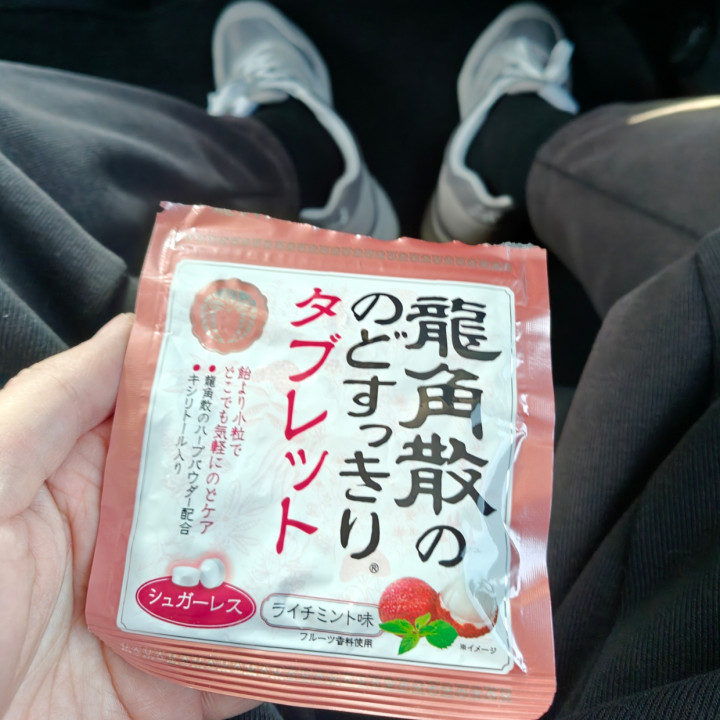 龍角散の
のどすっきり®
タブレット
飴より小粒で
どこでも気軽にのどケア
●龍角散のハーブパウダー配合
●キシリトール入り
シュガーレス
ライチミント味
フルーツ香料使用
※イメージ